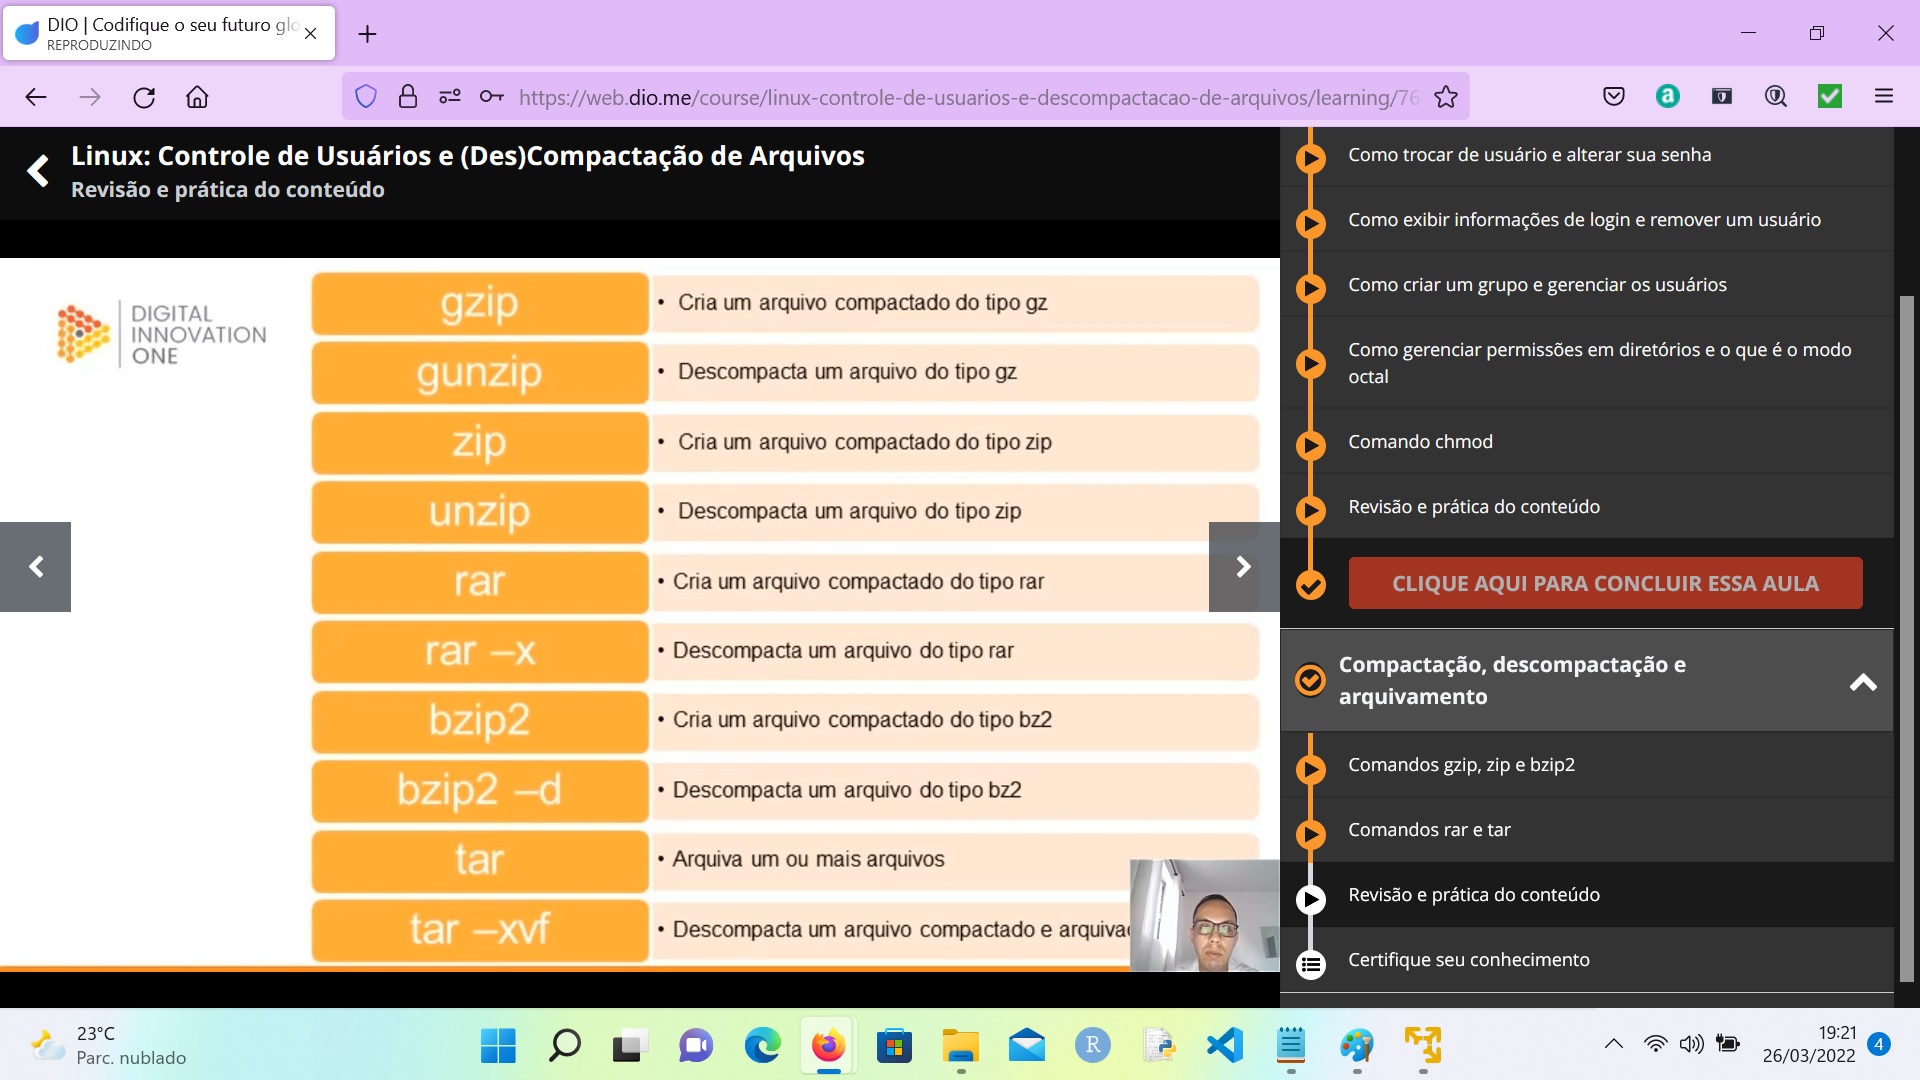 DIO | Codifique o seu futuro glo
REPRODUZINDO
https://web.dio.me/course/linux-controle-de-usuarios-e-descompactacao-de-arquivos/learning/76
Linux: Controle de Usuários e (Des)Compactação de Arquivos
Revisão e prática do conteúdo
DIGITAL
INNOVATION
ONE
gzip
• Cria um arquivo compactado do tipo gz
gunzip
• Descompacta um arquivo do tipo gz
zip
• Cria um arquivo compactado do tipo zip
unzip
• Descompacta um arquivo do tipo zip
rar
• Cria um arquivo compactado do tipo rar
rar –x
• Descompacta um arquivo do tipo rar
bzip2
• Cria um arquivo compactado do tipo bz2
bzip2 –d
• Descompacta um arquivo do tipo bz2
tar
• Arquiva um ou mais arquivos
tar –xvf
• Descompacta um arquivo compactado e arquivad
Como trocar de usuário e alterar sua senha
Como exibir informações de login e remover um usuário
Como criar um grupo e gerenciar os usuários
Como gerenciar permissões em diretórios e o que é o modo
octal
Comando chmod
Revisão e prática do conteúdo
CLIQUE AQUI PARA CONCLUIR ESSA AULA
Compactação, descompactação e
arquivamento
Comandos gzip, zip e bzip2
Comandos rar e tar
Revisão e prática do conteúdo
Certifique seu conhecimento
23°C
Parc. nublado
R
19:21
26/03/2022
4